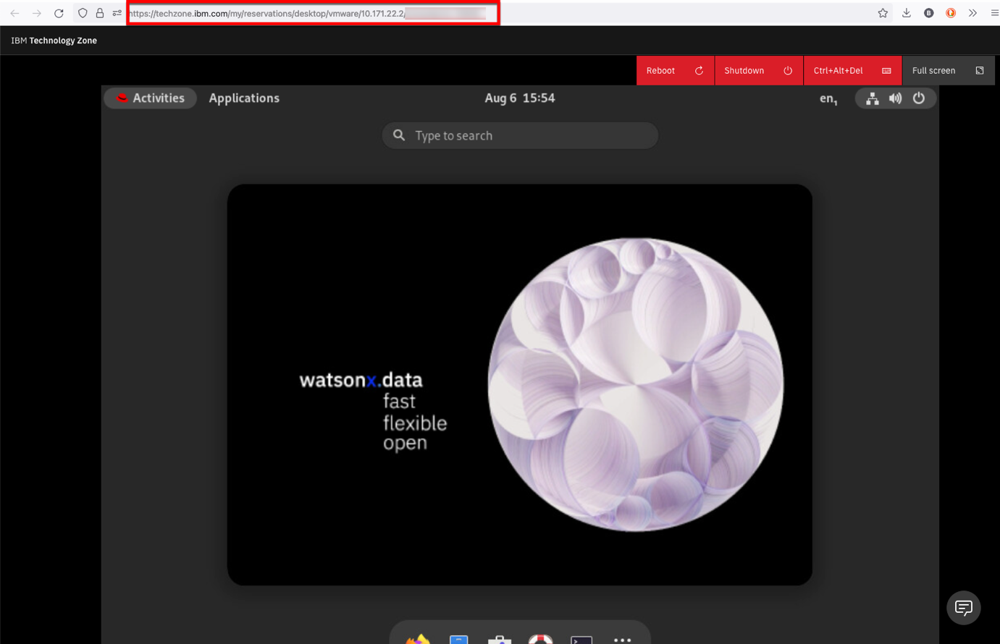 https://techzone.ibm.com/my/reservations/desktop/vmware/10.171.22.2/
B
IBM Technology Zone
Reboot
Shutdown
Ctrl+Alt+Del
Full screen
Activities
Applications
Aug 6 15:54
en₁
Type to search
watsonx.data
fast
flexible
open